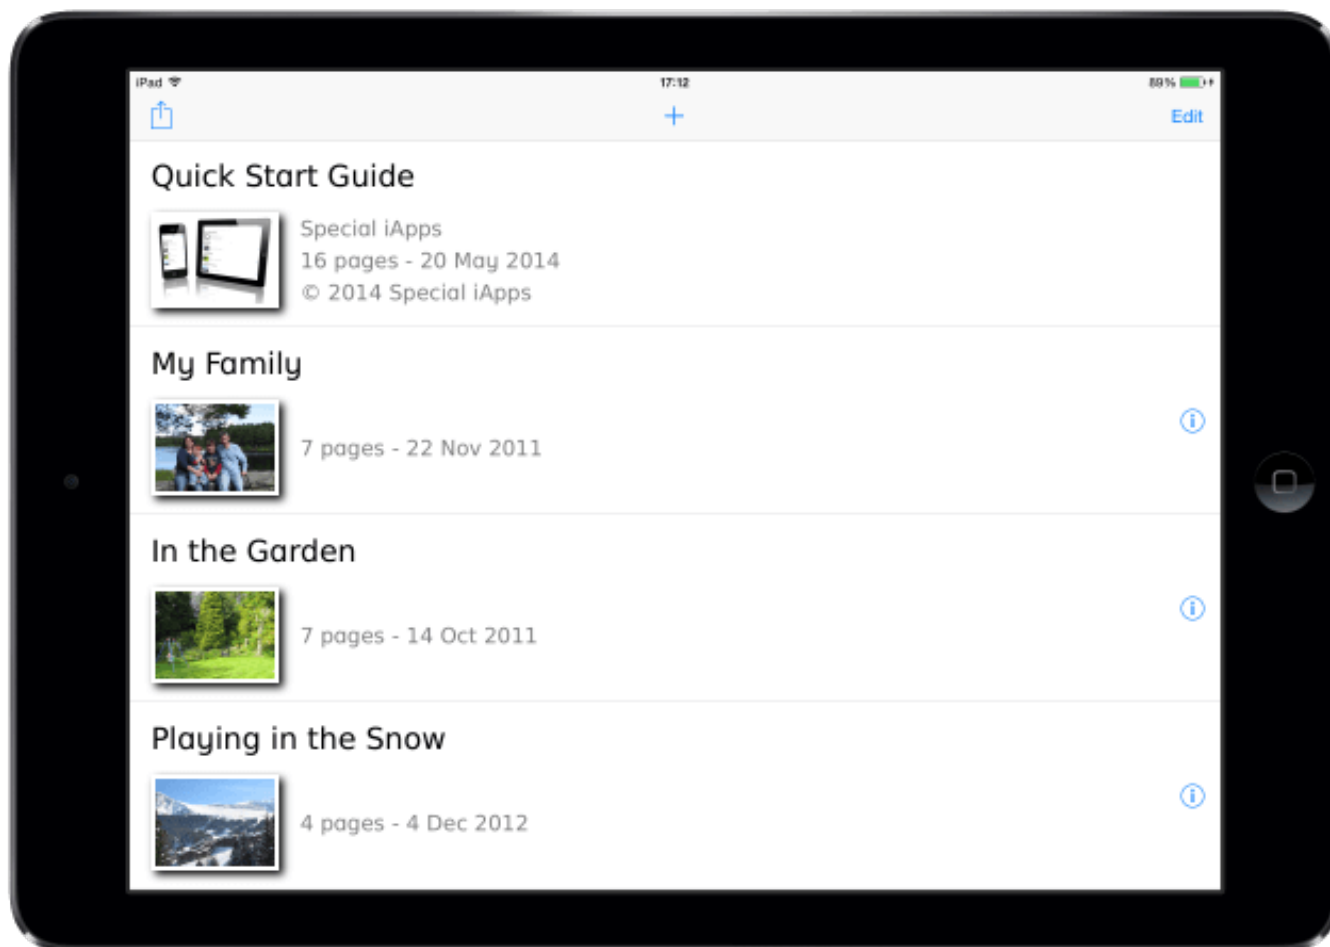 iPad
17:12
89%
Edit
Quick Start Guide
Special iApps
16 pages - 20 May 2014
© 2014 Special iApps
My Family
7 pages - 22 Nov 2011
In the Garden
7 pages - 14 Oct 2011
Playing in the Snow
4 pages - 4 Dec 2012